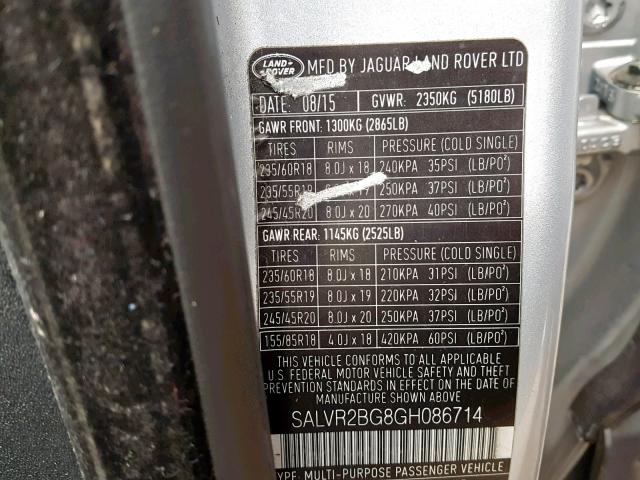 LAND ROVER MFD BY JAGUAR LAND ROVER LTD
DATE: 08/15 GVWR: 2350KG (5180LB)
GAWR FRONT: 1300KG (2865LB)
TIRES RIMS PRESSURE (COLD SINGLE)
235/60R18 8.0J x 18 240KPA 35PSI (LB/PO²)
235/55R19 250KPA 37PSI (LB/PO²)
245/45R20 8.0J x 20 270KPA 40PSI (LB/PO²)
GAWR REAR: 1145KG (2525LB)
TIRES RIMS PRESSURE (COLD SINGLE)
235/60R18 8.0J x 18 210KPA 31PSI (LB/PO²)
235/55R19 8.0J x 19 220KPA 32PSI (LB/PO²)
245/45R20 8.0J x 20 250KPA 37PSI (LB/PO²)
155/85R18 4.0J x 18 420KPA 60PSI (LB/PO²)
THIS VEHICLE CONFORMS TO ALL APPLICABLE
U.S. FEDERAL MOTOR VEHICLE SAFETY AND THEFT
PREVENTION STANDARDS IN EFFECT ON THE DATE OF
MANUFACTURE SHOWN ABOVE.
SALVR2BG8GH086714
TYPE: MULTI-PURPOSE PASSENGER VEHICLE